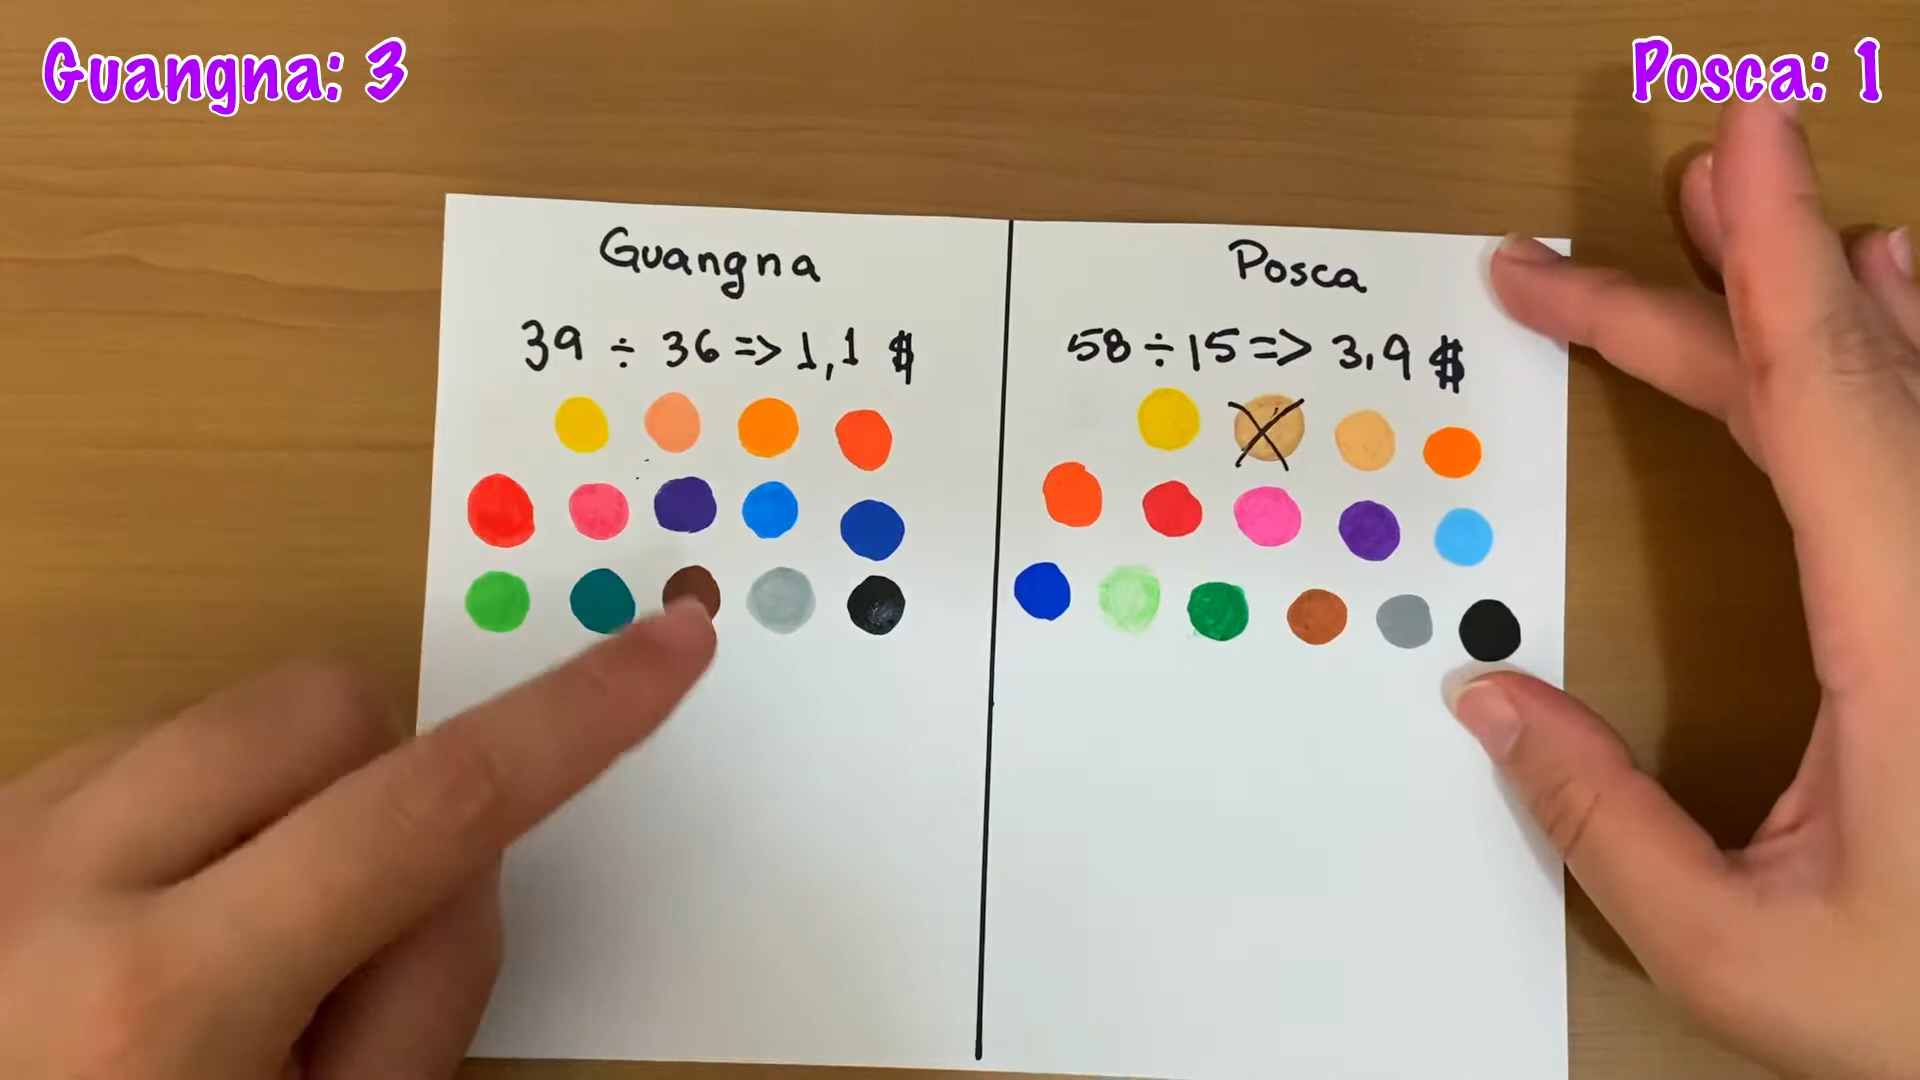 Guangna: 3
Posca: 1
Guangna
39 ÷ 36 => 1,1 $
Posca
58 ÷ 15 => 3,9 $